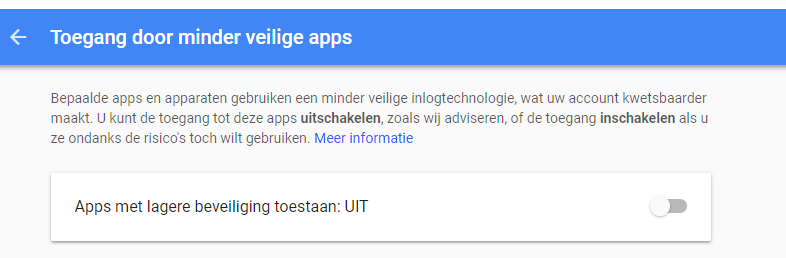 Toegang door minder veilige apps
Bepaalde apps en apparaten gebruiken een minder veilige inlogtechnologie, wat uw account kwetsbaarder
maakt. U kunt de toegang tot deze apps uitschakelen, zoals wij adviseren, of de toegang inschakelen als u
ze ondanks de risico's toch wilt gebruiken. Meer informatie
Apps met lagere beveiliging toestaan: UIT